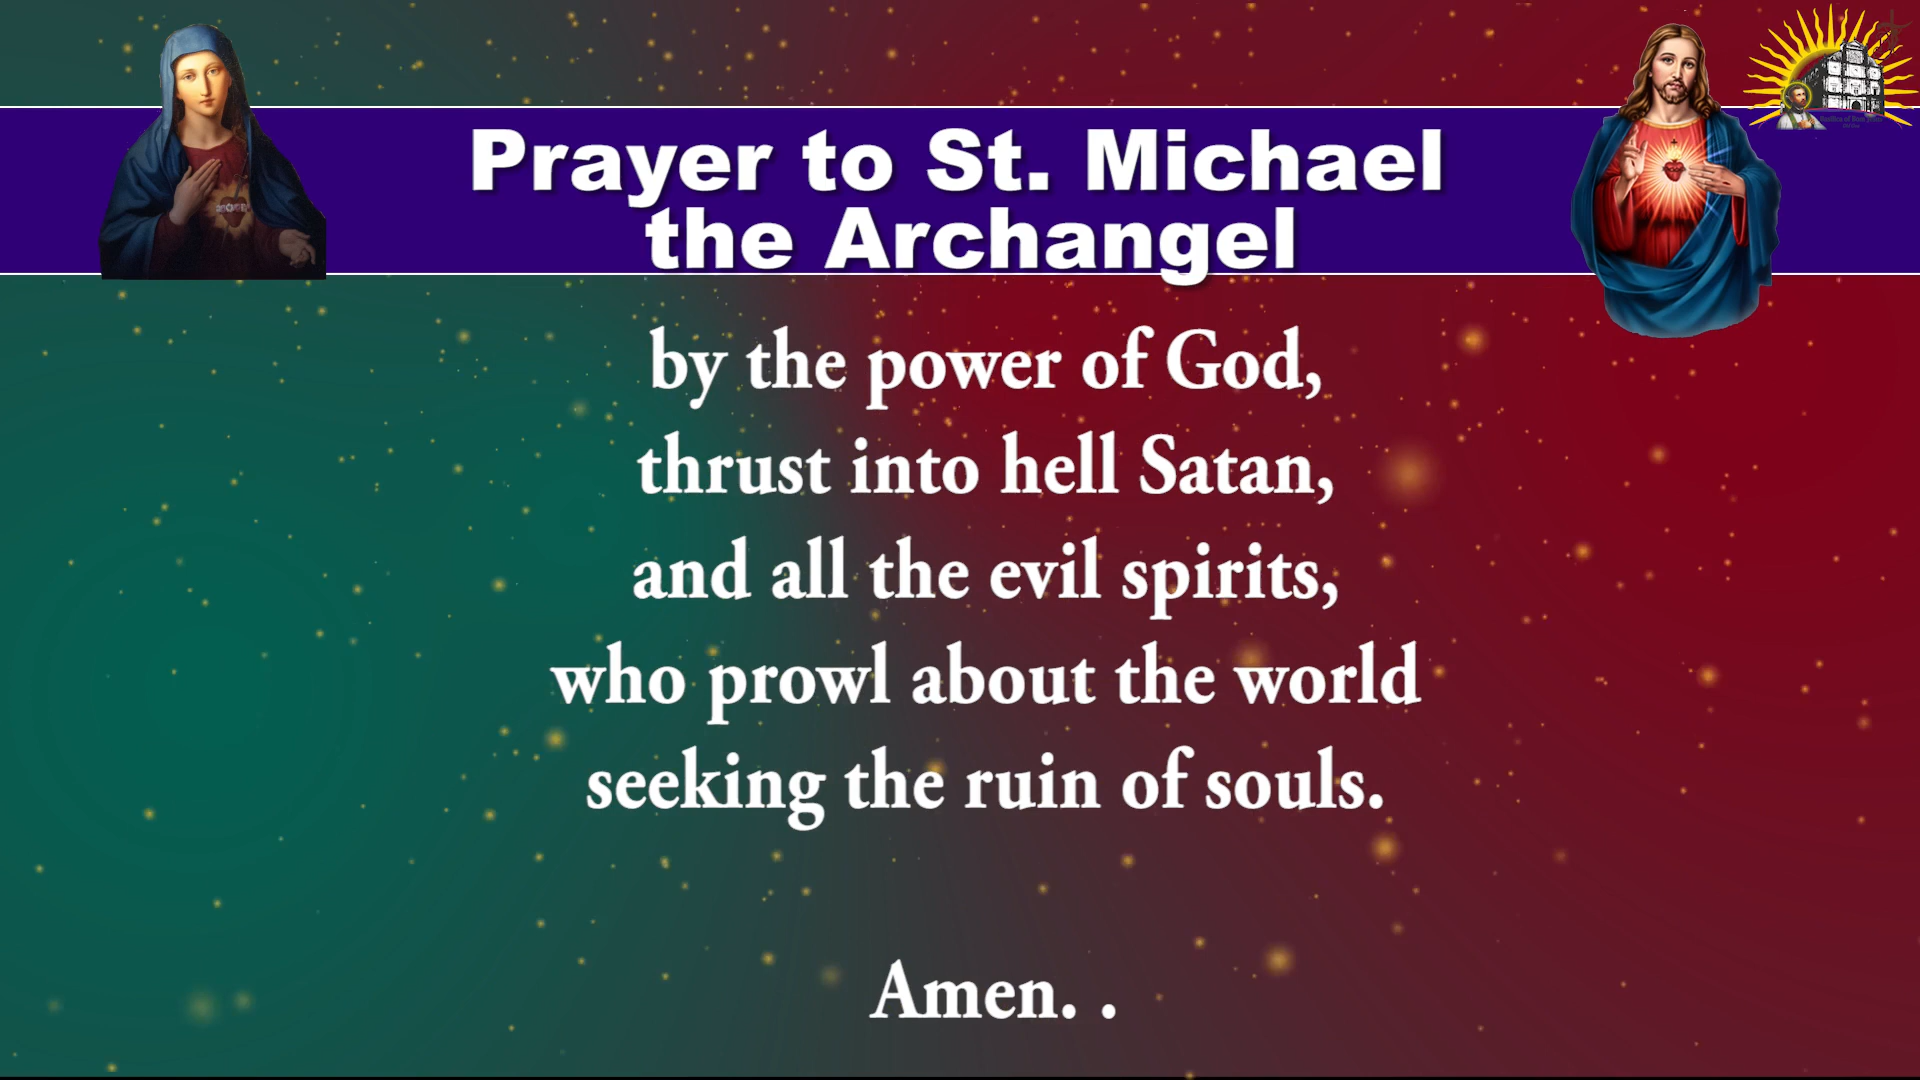 Prayer to St. Michael
the Archangel
by the power of God,
thrust into hell Satan,
and all the evil spirits,
who prowl about the world
seeking the ruin of souls.
Amen. .